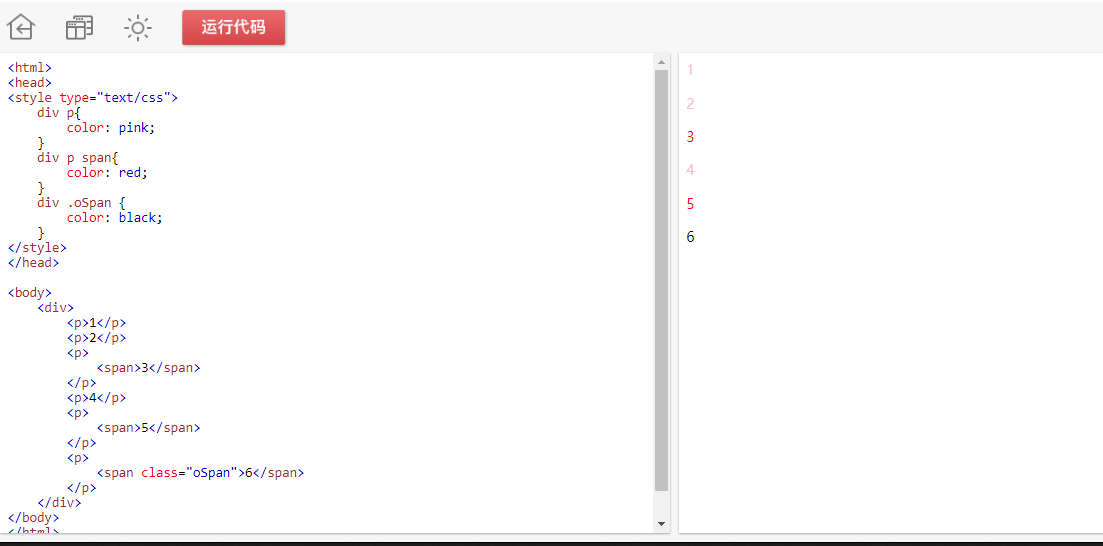 运行代码
<html>
<head>
<style type="text/css">
    div p{
        color: pink;
    }
    div p span{
        color: red;
    }
    div .oSpan {
        color: black;
    }
</style>
</head>

<body>
    <div>
        <p>1</p>
        <p>2</p>
        <p>
            <span>3</span>
        </p>
        <p>4</p>
        <p>
            <span>5</span>
        </p>
        <p>
            <span class="oSpan">6</span>
        </p>
    </div>
</body>
</html>
1
2
3
4
5
6